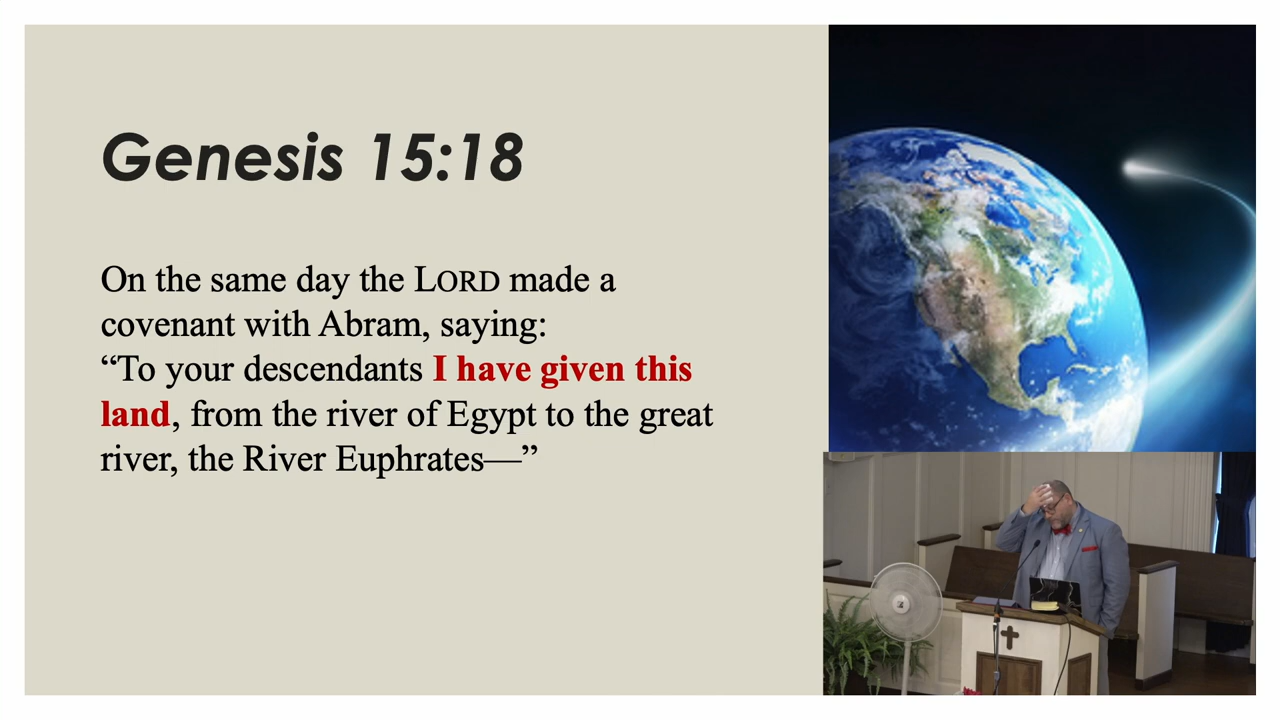 Genesis 15:18
On the same day the LORD made a
covenant with Abram, saying:
“To your descendants I have given this
land, from the river of Egypt to the great
river, the River Euphrates—”